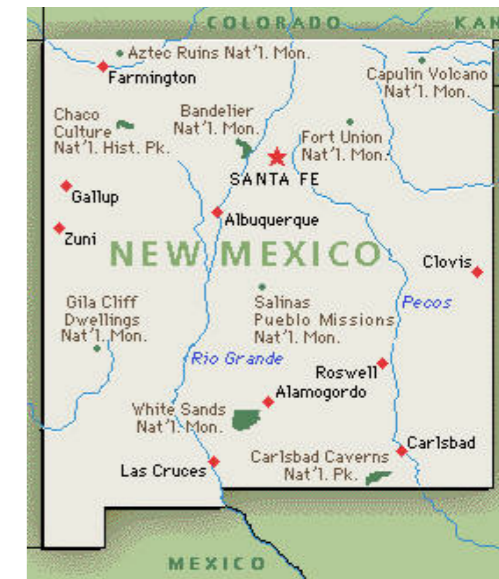 COLORADO
KAN
Aztec Ruins Nat'l. Mon.
Farmington
Capulin Volcano
Nat'l. Mon.
Chaco
Culture
Nat'l. Hist. Pk.
Bandelier
Nat'l. Mon.
Fort Union
Nat'l. Mon.
SANTA FE
Gallup
Albuquerque
Zuni
NEW MEXICO
Clovis
Gila Cliff
Dwellings
Nat'l. Mon.
Salinas
Pueblo Missions
Nat'l. Mon.
Pecos
Rio Grande
Roswell
Alamogordo
White Sands
Nat'l. Mon.
Carlsbad
Carlsbad Caverns
Nat'l. Pk.
Las Cruces
MEXICO